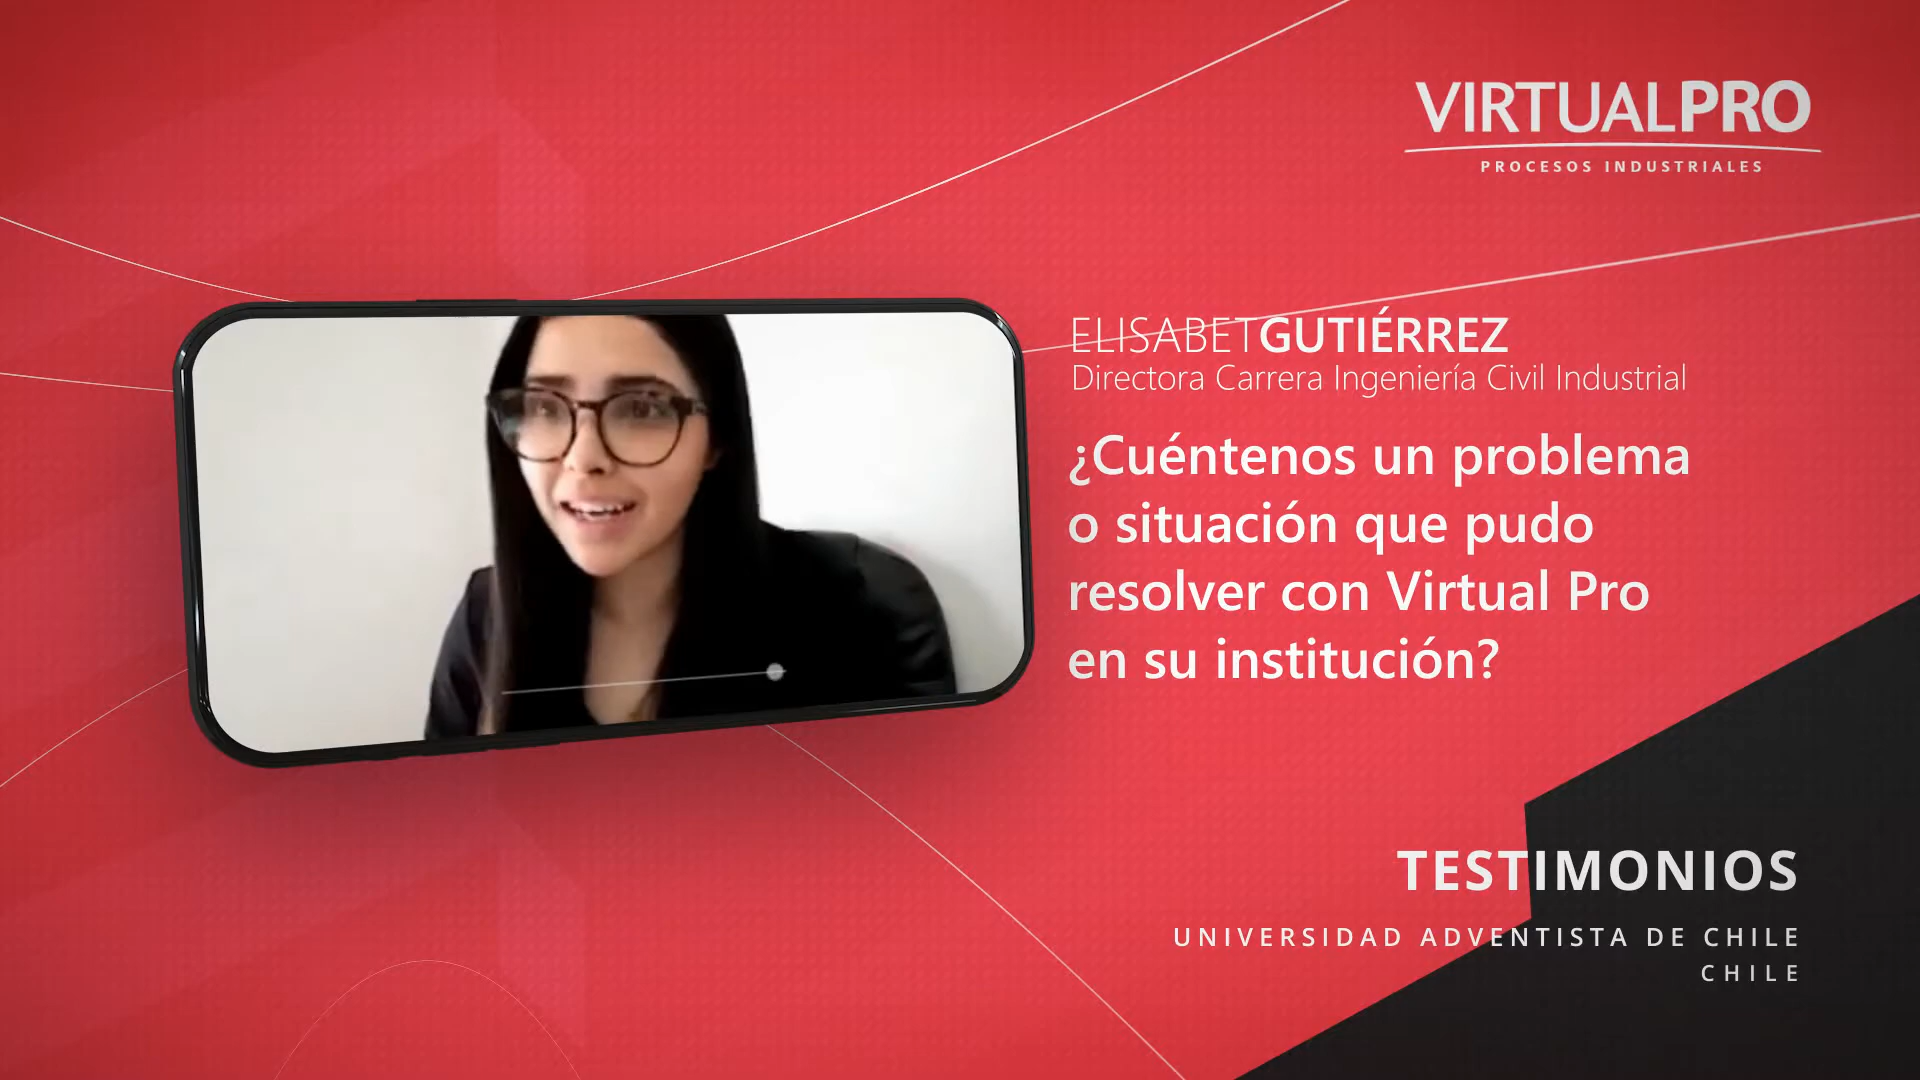 VIRTUALPRO
PROCESOS INDUSTRIALES
ELISABETGUTIÉRREZ
Directora Carrera Ingeniería Civil Industrial
¿Cuéntenos un problema
o situación que pudo
resolver con Virtual Pro
en su institución?
TESTIMONIOS
UNIVERSIDAD ADVENTISTA DE CHILE
CHILE